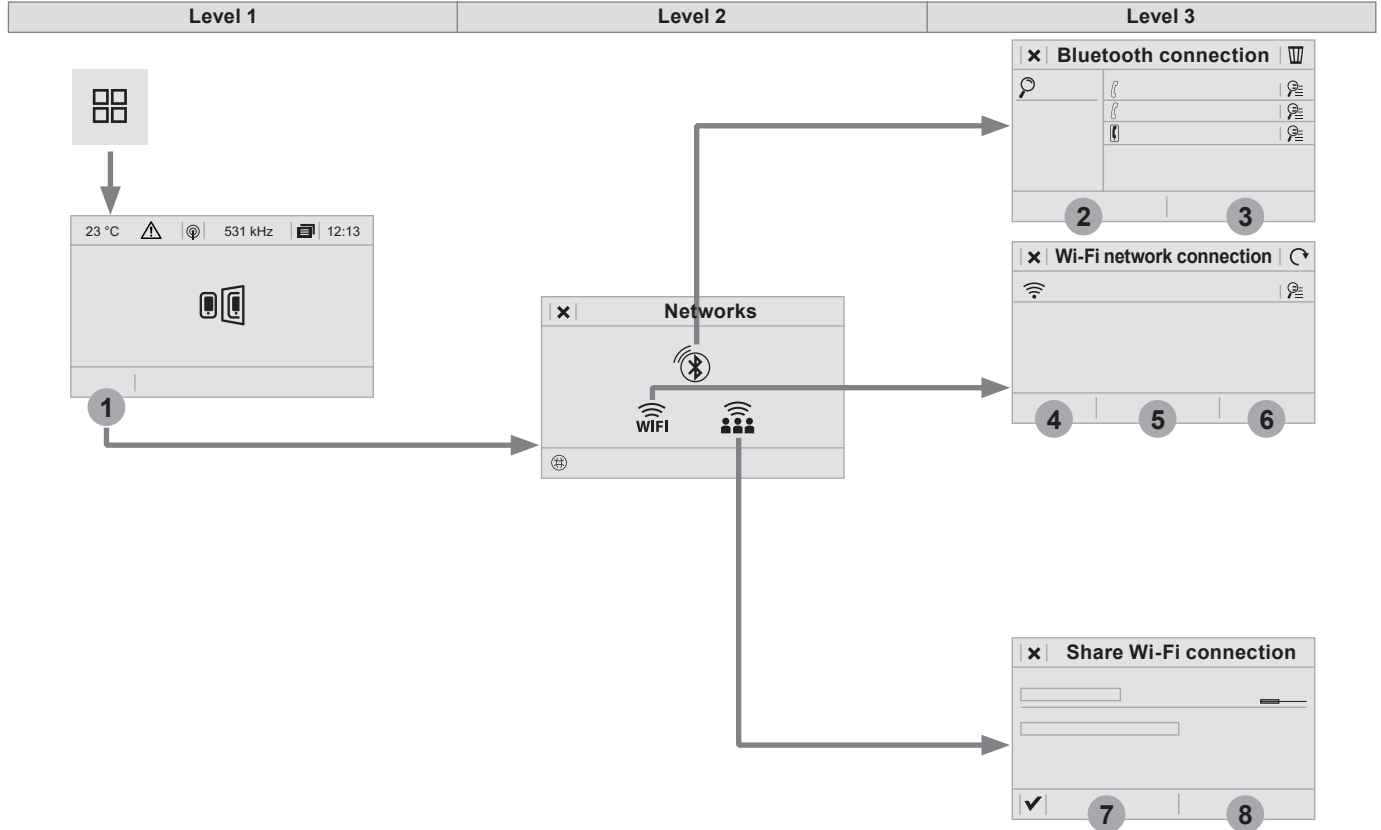 Level 1
Level 2
Level 3
Bluetooth connection
2
3
23 °C
531 kHz
12:13
1
Networks
WIFI
Wi-Fi network connection
4
5
6
Share Wi-Fi connection
7
8